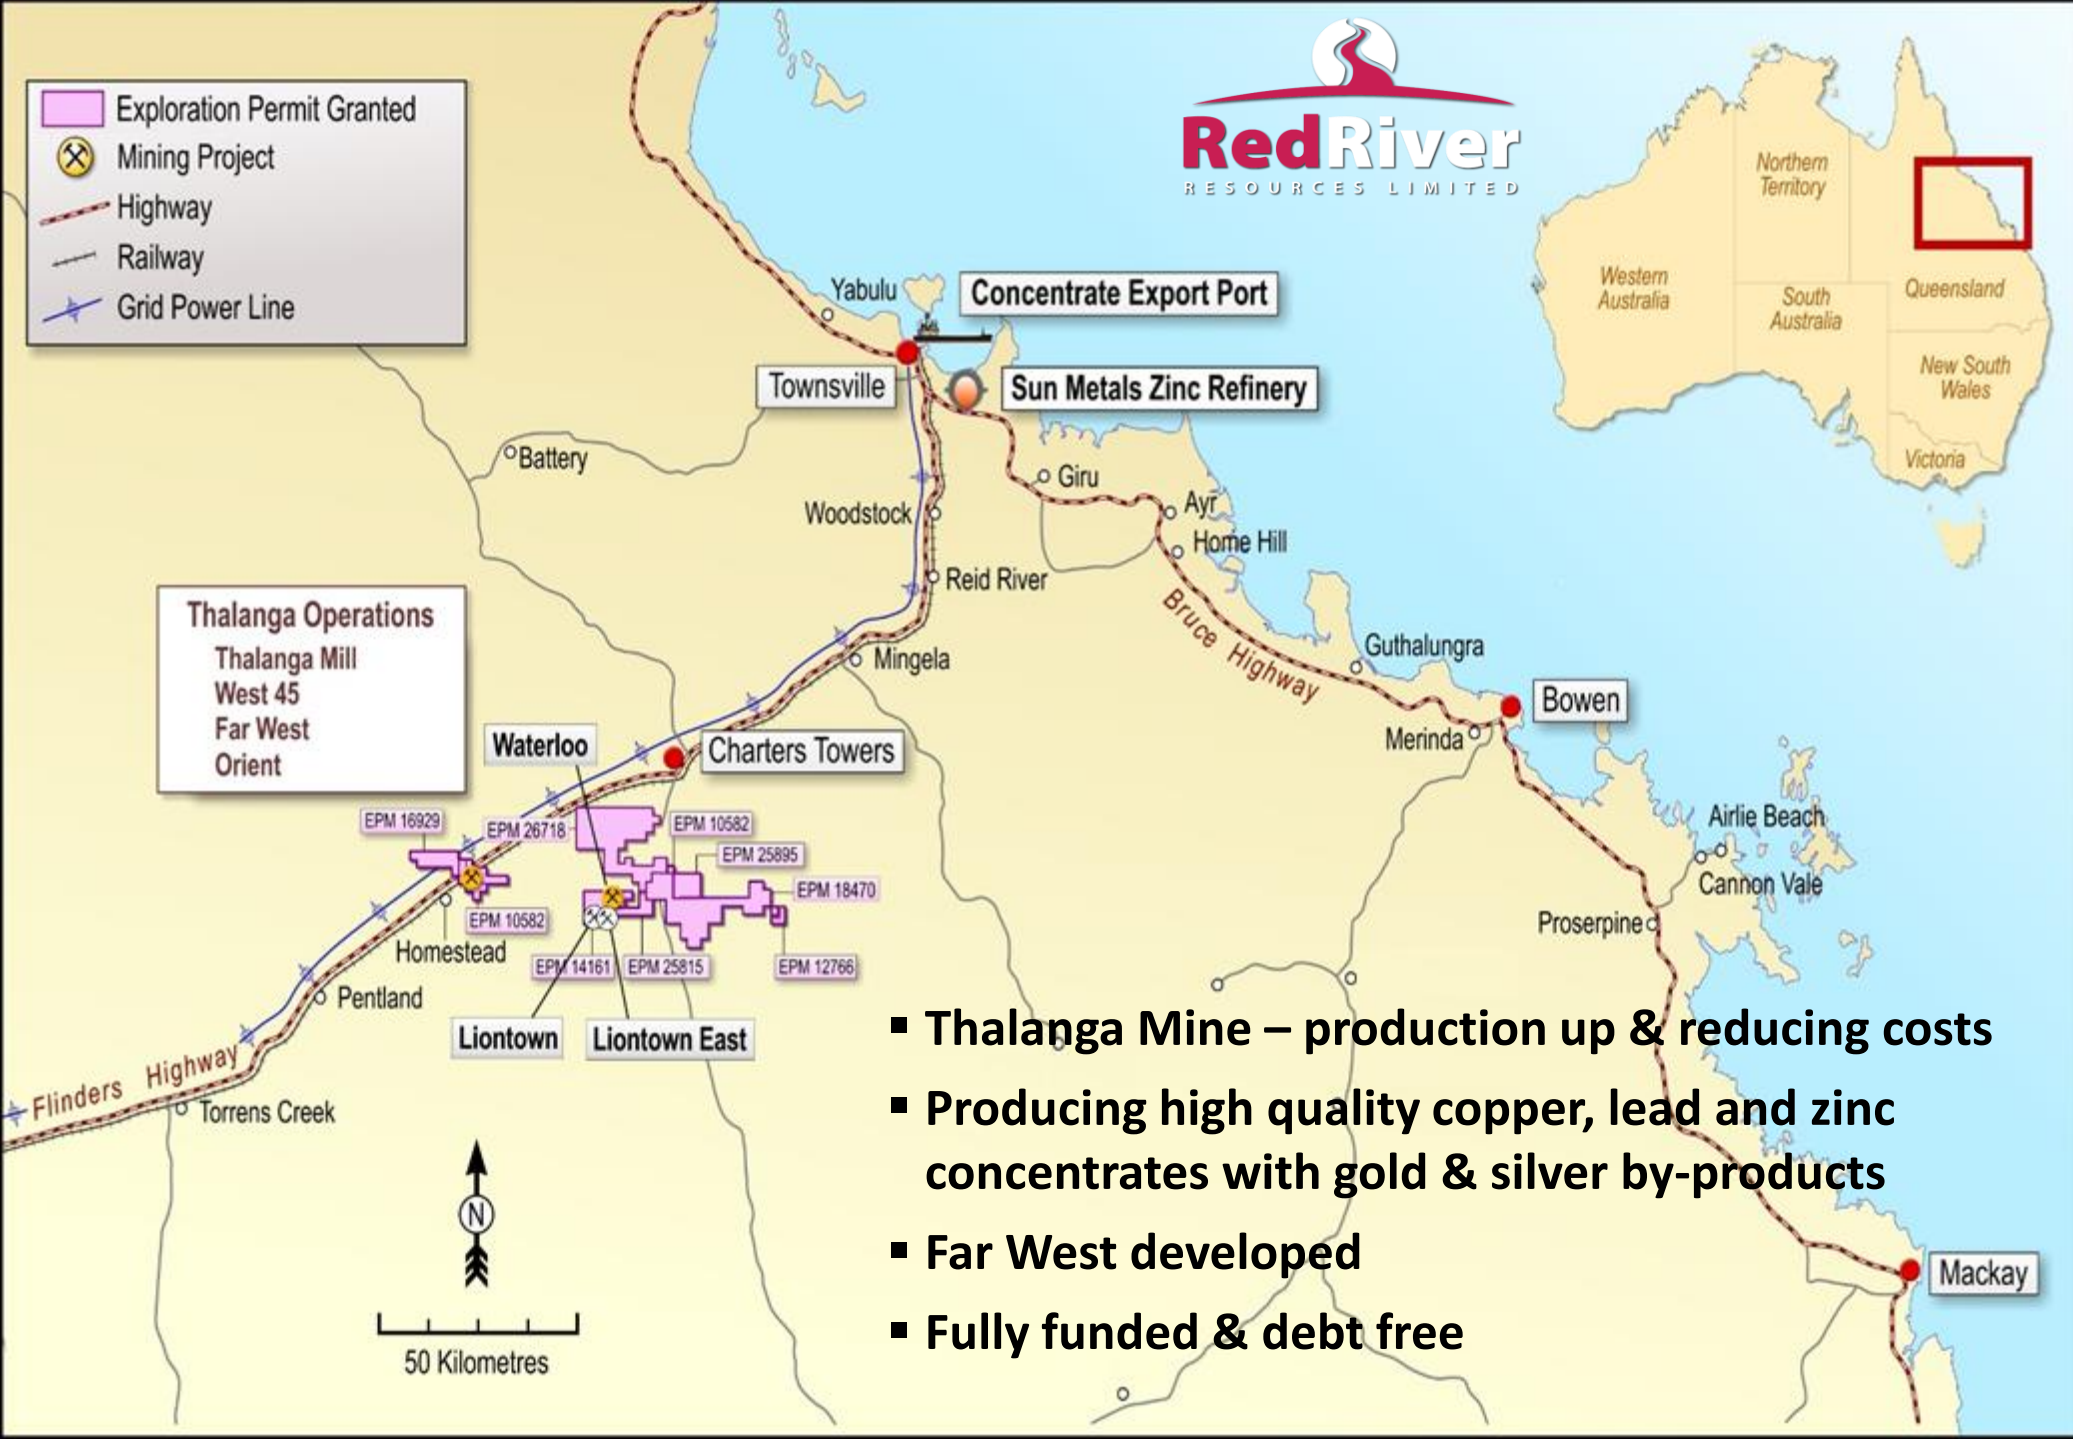 RedRiver
RESOURCES LIMITED
Exploration Permit Granted
Mining Project
Highway
Railway
Grid Power Line
Northern
Territory
Western
Australia
South
Australia
Queensland
New South
Wales
Victoria
Yabulu
Concentrate Export Port
Townsville
Sun Metals Zinc Refinery
Battery
Giru
Woodstock
Ayr
Home Hill
Reid River
Bruce Highway
Thalanga Operations
Thalanga Mill
West 45
Far West
Orient
Mingela
Guthalungra
Bowen
Merinda
Waterloo
Charters Towers
Airlie Beach
Cannon Vale
Proserpine
EPM 16929
EPM 26718
EPM 10582
EPM 25895
EPM 18470
EPM 10582
Homestead
EPM 14161
EPM 25815
EPM 12766
Pentland
Liontown
Liontown East
Flinders Highway
Torrens Creek
N
50 Kilometres
▪ Thalanga Mine – production up & reducing costs
▪ Producing high quality copper, lead and zinc
concentrates with gold & silver by-products
▪ Far West developed
▪ Fully funded & debt free
Mackay